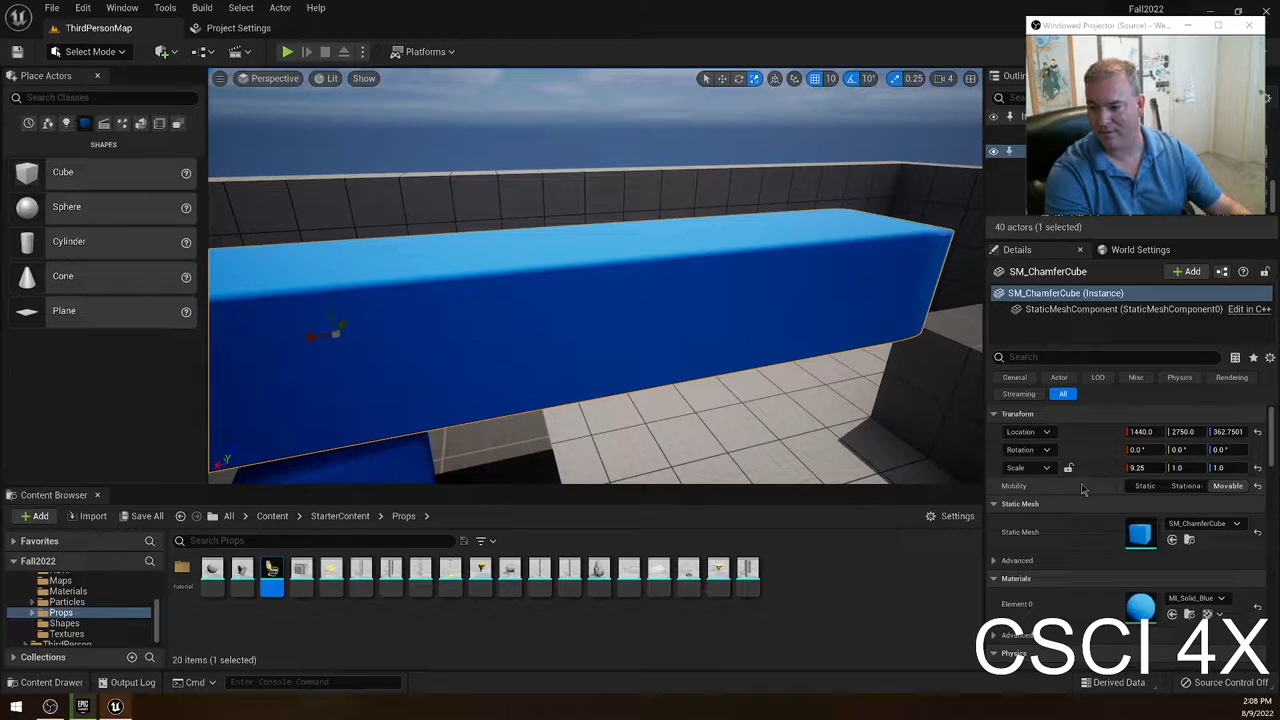 File Edit Window Tools Build Select Actor Help
Fall2022
ThirdPersonMap
Project Settings
Windowed Projector (Source) - We...
Select Mode
Platforms
Place Actors
Perspective
Lit
Show
10
10°
0.25
4
Search Classes
SHAPES
Cube
Sphere
Cylinder
Cone
Plane
40 actors (1 selected)
Details
World Settings
SM_ChamferCube
Add
SM_ChamferCube (Instance)
StaticMeshComponent (StaticMeshComponent0)
Edit in C++
Search
General
Actor
LOD
Misc
Physics
Rendering
Streaming
All
Transform
Location 1440.0 2750.0 362.7501
Rotation 0.0° 0.0° 0.0°
Scale 9.25 1.0 1.0
Mobility Static Stationa Movable
Static Mesh
Static Mesh SM_ChamferCube
Advanced
Materials
Element 0 MI_Solid_Blue
Physics
CSCI 4X
Content Browser
Add
Import
Save All
All
Content
StarterContent
Props
Settings
Favorites
Search Props
Fall2022
Maps
Materials
Particles
Props
Shapes
Textures
ThirdPerson
Collections
20 items (1 selected)
Content Drawer
Output Log
Cmd
Enter Console Command
Derived Data
Source Control Off
2:08 PM
8/9/2022